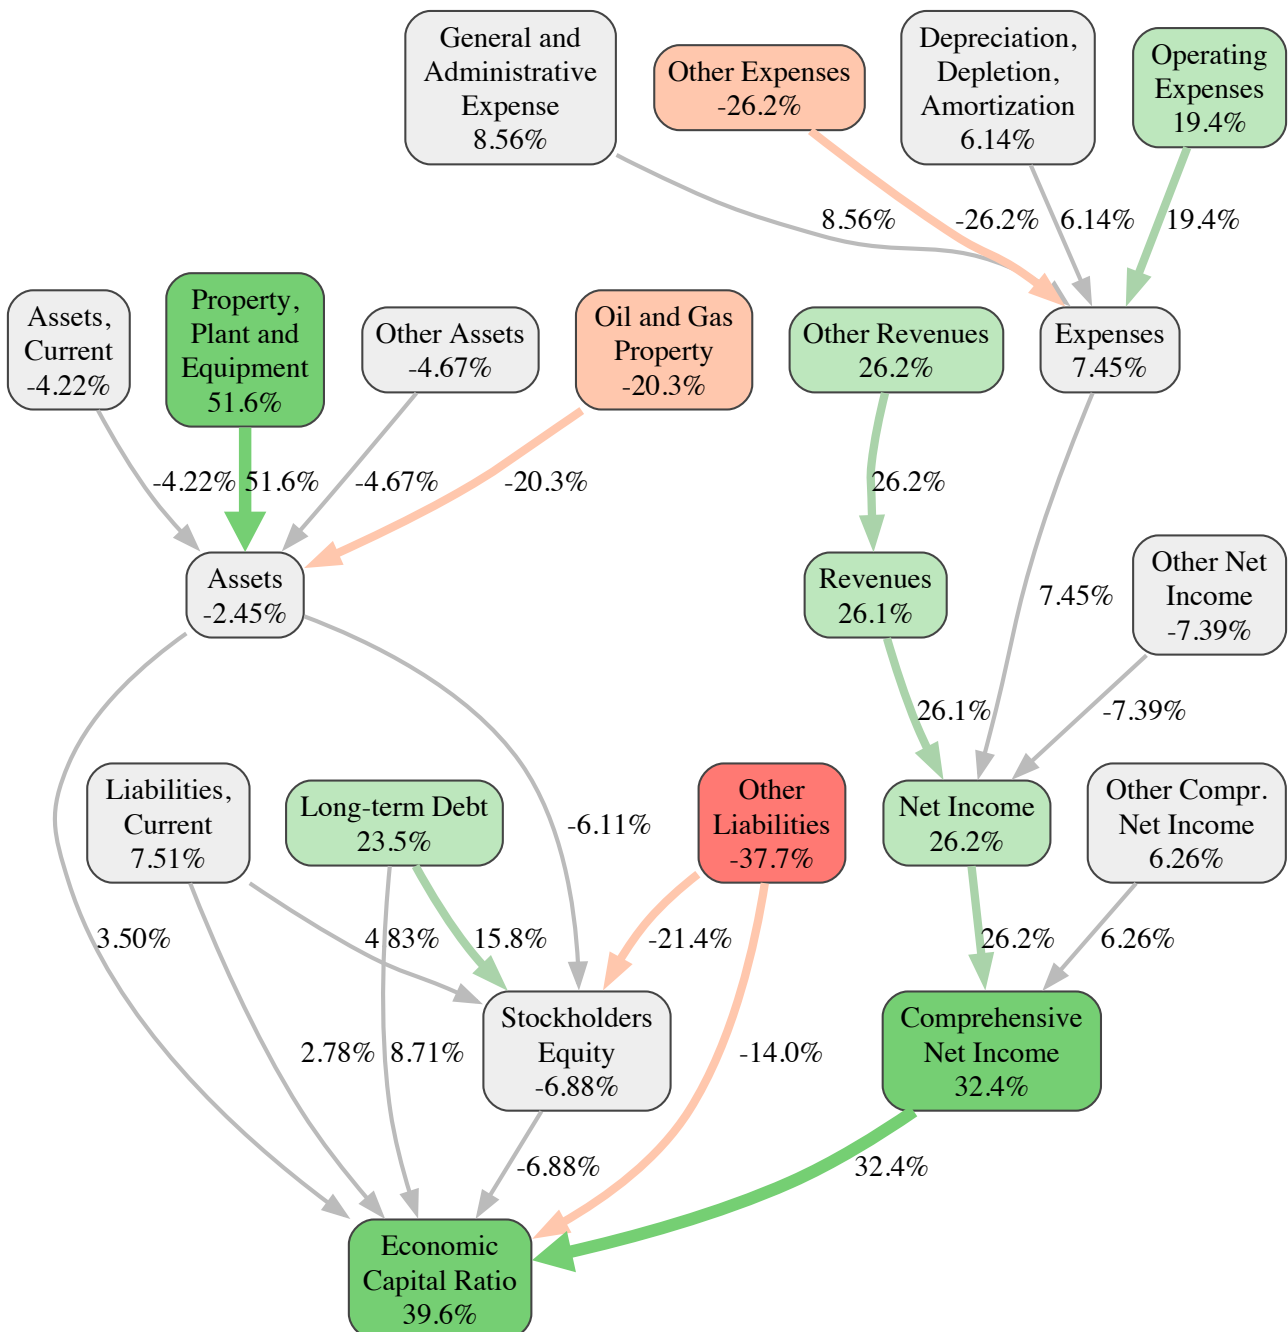 General and
Administrative
Expense
8.56%
Other Expenses
-26.2%
Depreciation,
Depletion,
Amortization
6.14%
Operating
Expenses
19.4%
8.56%
-26.2%
6.14%
19.4%
Assets,
Current
-4.22%
Property,
Plant and
Equipment
51.6%
Other Assets
-4.67%
Oil and Gas
Property
-20.3%
Other Revenues
26.2%
Expenses
7.45%
-4.22%
51.6%
-4.67%
-20.3%
26.2%
Assets
-2.45%
Revenues
26.1%
7.45%
Other Net
Income
-7.39%
26.1%
-7.39%
Liabilities,
Current
7.51%
Long-term Debt
23.5%
-6.11%
Other
Liabilities
-37.7%
Net Income
26.2%
Other Compr.
Net Income
6.26%
3.50%
4.83%
15.8%
-21.4%
26.2%
6.26%
2.78%
8.71%
Stockholders
Equity
-6.88%
-14.0%
Comprehensive
Net Income
32.4%
-6.88%
32.4%
Economic
Capital Ratio
39.6%